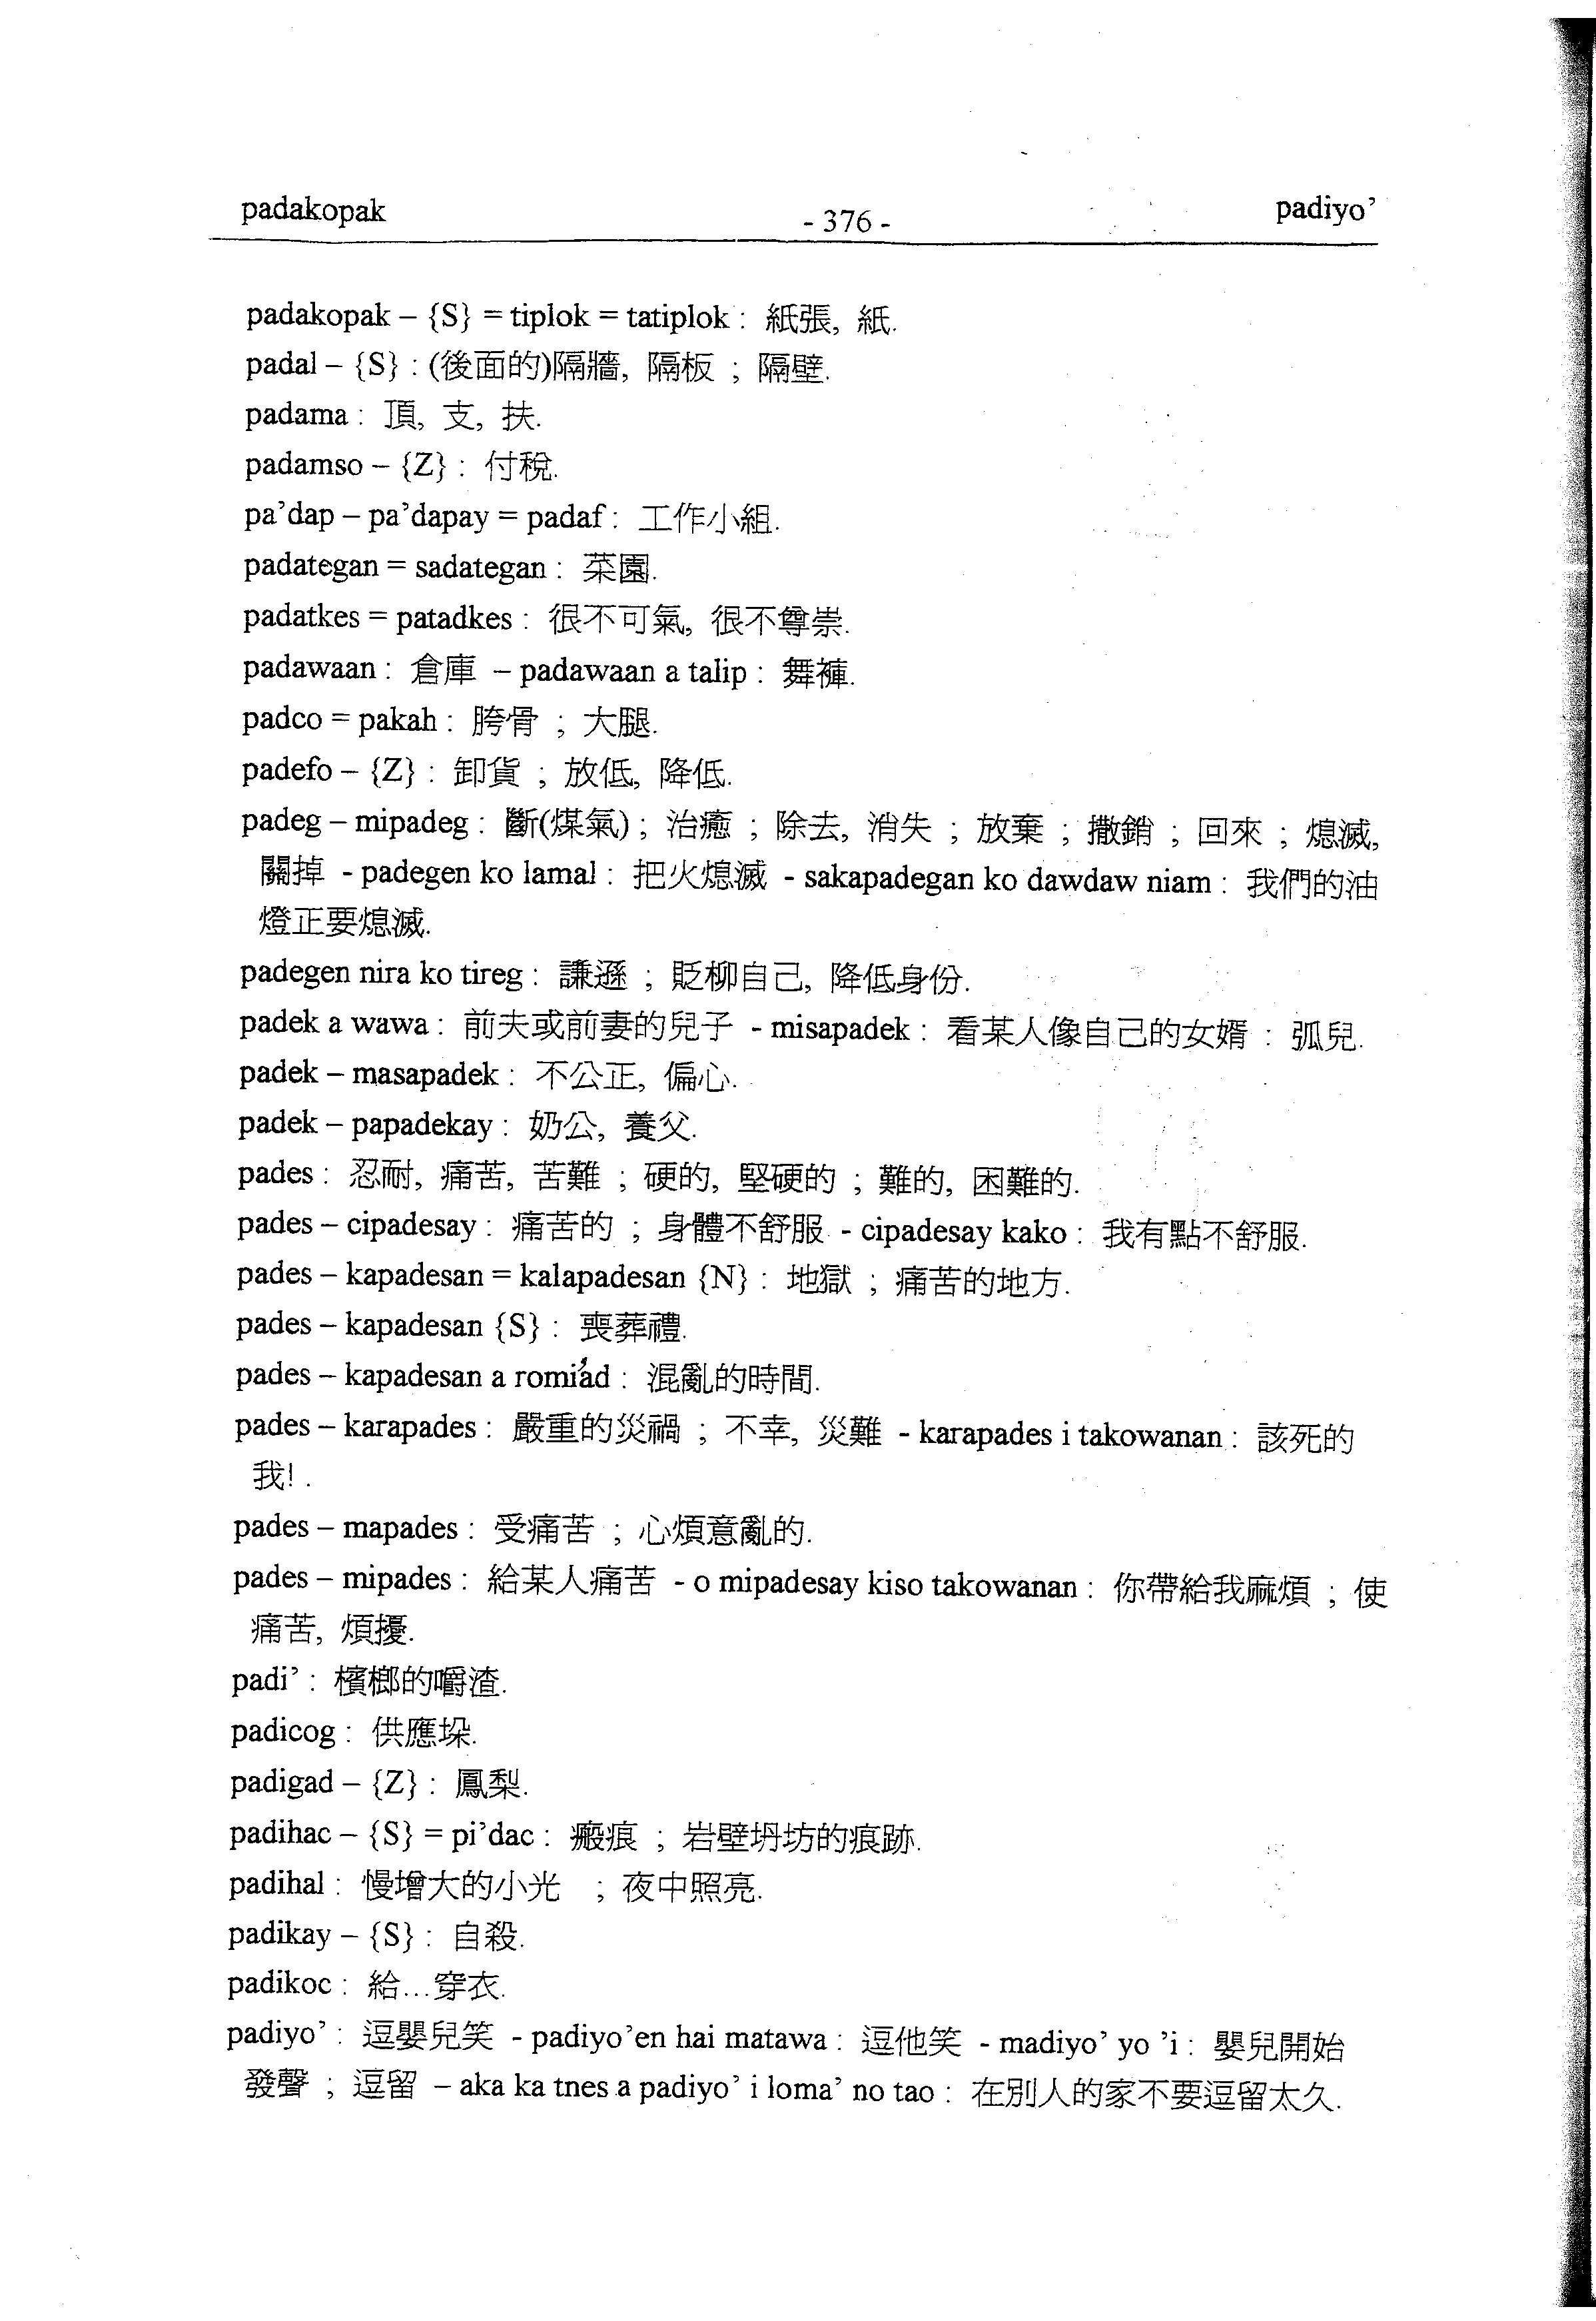 padakopak - 376 - padiyo’
padakopak – {S} = tiplok = tatiplok : 紙張, 紙.
padal – {S} : (後面的)隔牆, 隔板 ; 隔壁.
padama : 頂, 支, 扶.
padamso – {Z} : 付稅.
pa’dap – pa’dapay = padaf : 工作小組.
padategan = sadategan : 菜園.
padatkes = patadkes : 很不可氣, 很不尊崇.
padawaan : 倉庫 – padawaan a talip : 舞褲.
padco = pakah : 胯骨 ; 大腿.
padefo – {Z} : 卸貨 ; 放低, 降低.
padeg – mipadeg : 斷(煤氣) ; 治癒 ; 除去, 消失 ; 放棄 ; 撒銷 ; 回來 ; 熄滅,
關掉 - padegen ko lamal : 把火熄滅 - sakapadegan ko dawdaw niam : 我們的油
燈正要熄滅.
padegen nira ko tireg : 謙遜 ; 貶柳自己, 降低身份.
padek a wawa : 前夫或前妻的兒子 - misapadek : 看某人像自己的女婿 : 弧兒.
padek – masapadek : 不公正, 偏心.
padek – papadekay : 奶公, 養父.
pades : 忍耐, 痛苦, 苦難 ; 硬的, 堅硬的 ; 難的, 困難的.
pades – cipadesay : 痛苦的 ; 身體不舒服 - cipadesay kako : 我有點不舒服.
pades – kapadesan = kalapadesan {N} : 地獄 ; 痛苦的地方.
pades – kapadesan {S} : 喪葬禮.
pades – kapadesan a romi’ad : 混亂的時間.
pades – karapades : 嚴重的災禍 ; 不幸, 災難 - karapades i takowanan : 該死的
我! .
pades – mapades : 受痛苦 ; 心煩意亂的.
pades – mipades : 給某人痛苦 - o mipadesay kiso takowanan : 你帶給我麻煩 ; 使
痛苦, 煩擾.
padi’ : 檳榔的嚼渣.
padicog : 供應垛.
padigad – {Z} : 鳳梨.
padihac – {S} = pi’dac : 瘢痕 ; 岩壁坍坊的痕跡.
padihal : 慢增大的小光 ; 夜中照亮.
padikay – {S} : 自殺.
padikoc : 給...穿衣.
padiyo’ : 逗嬰兒笑 - padiyo’en hai matawa : 逗他笑 - madiyo’ yo ’i : 嬰兒開始
發聲 ; 逗留 – aka ka tnes a padiyo’ i loma’ no tao : 在別人的家不要逗留太久.